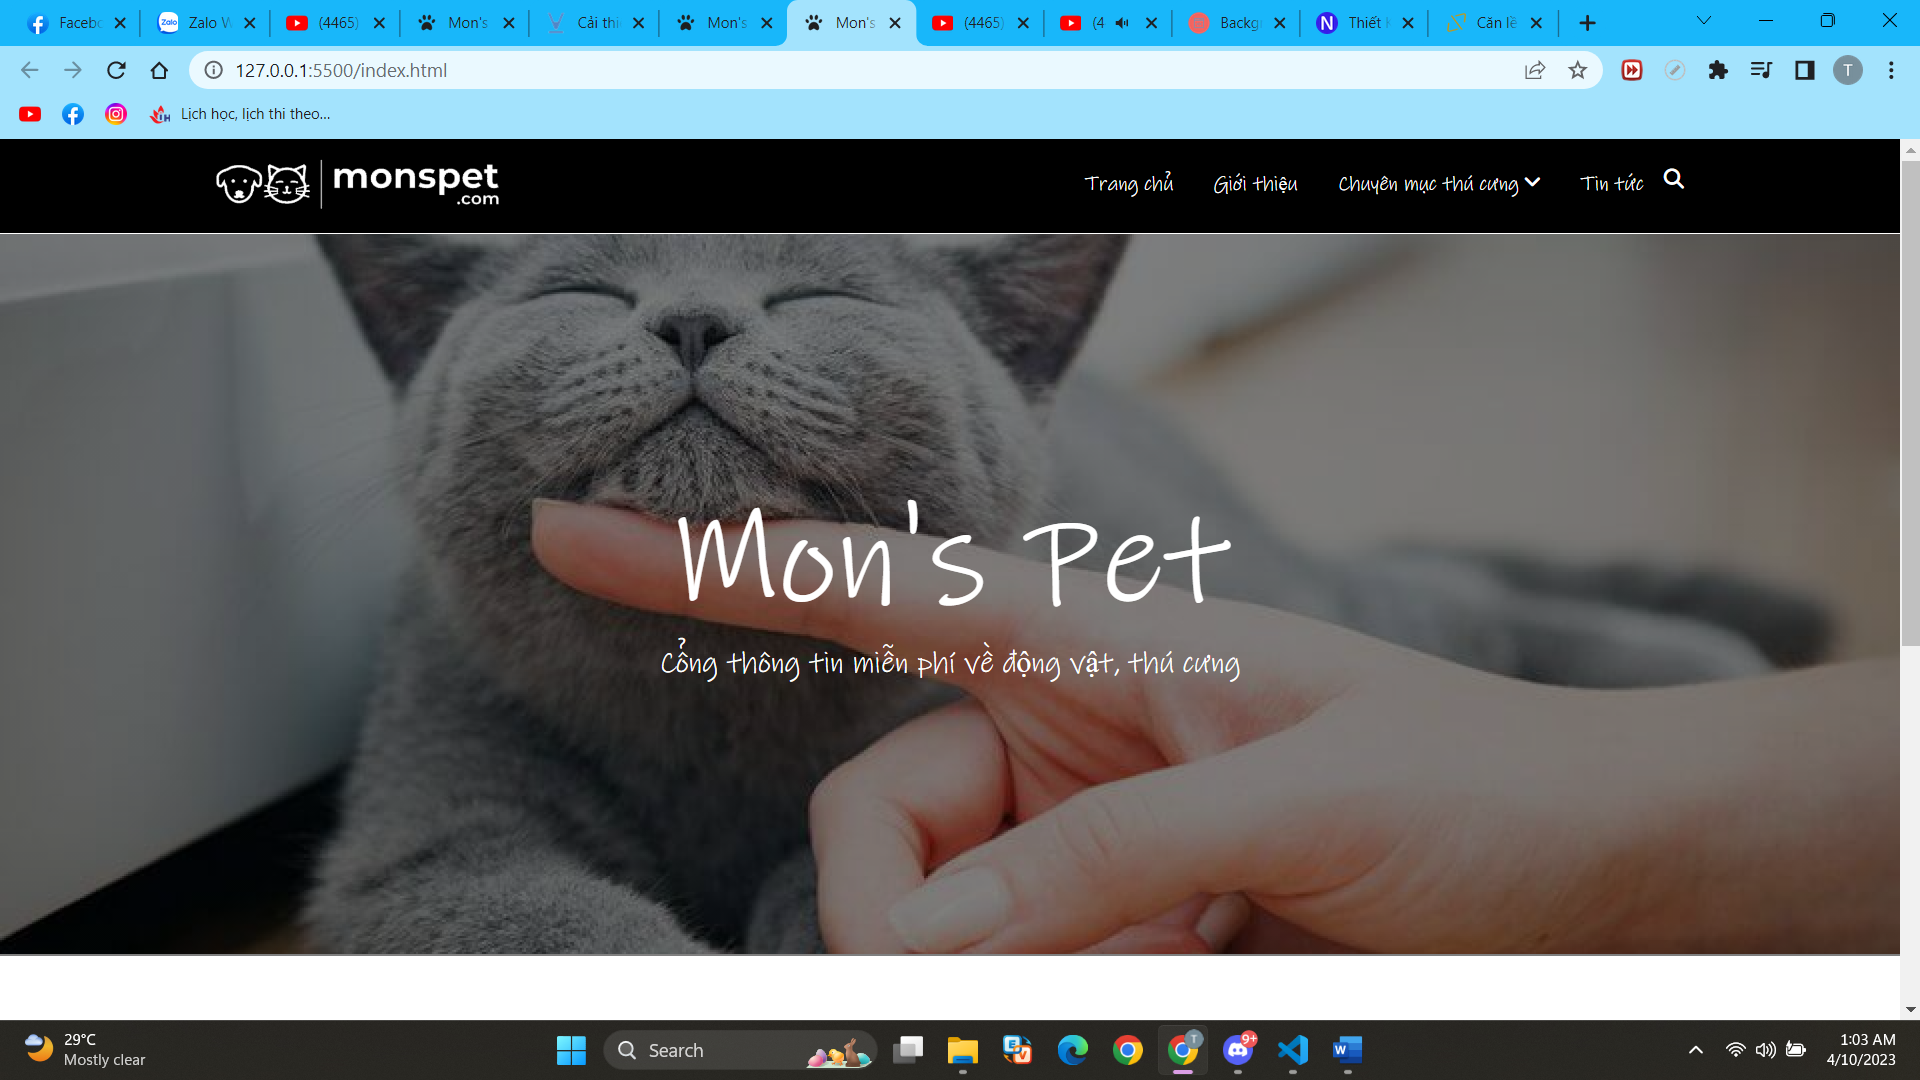 Facebo
Zalo W
(4465)
Mon's
Cải thi
Mon's
Mon's
(4465)
(4
Backgr
Thiết k
Căn lề
127.0.0.1:5500/index.html
T
Lịch học, lịch thi theo...
monspet
.com
Trang chủ
Giới thiệu
Chuyên mục thú cưng
Tin tức
Mon's Pet
Cổng thông tin miễn phí về động vật, thú cưng
29°C
Mostly clear
Search
9+
1:03 AM
4/10/2023